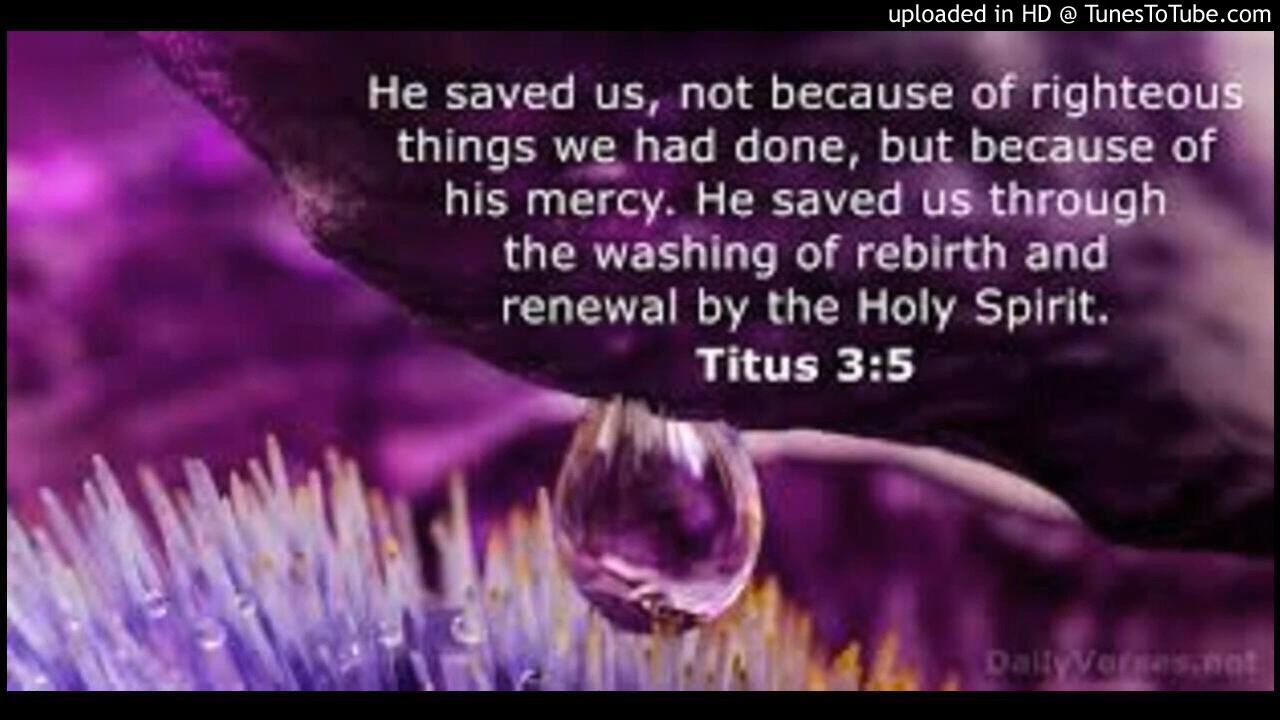 uploaded in HD @ TunesToTube.com
He saved us, not because of righteous
things we had done, but because of
his mercy. He saved us through
the washing of rebirth and
renewal by the Holy Spirit.
Titus 3:5
DailyVerses.net